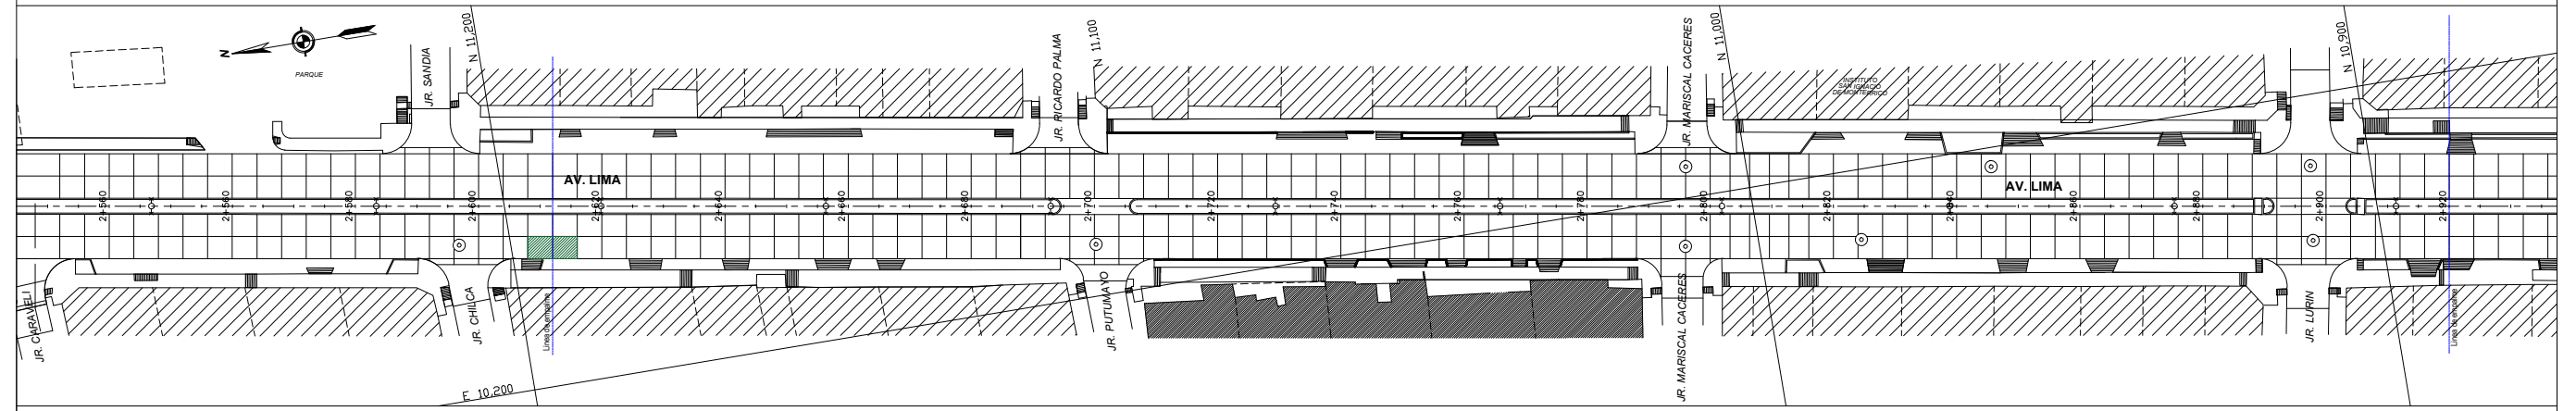 N
PARQUE
JR. SANDIA
N 11,200
JR. RICARDO PALMA
N 11,100
JR. MARISCAL CACERES
N 11,000
INSTITUTO
SAN IGNACIO
DE MONTERRICO
N 10,900
AV. LIMA
AV. LIMA
2+560
2+580
2+600
2+620
2+640
2+660
2+680
2+700
2+720
2+740
2+760
2+780
2+800
2+820
2+840
2+860
2+880
2+900
2+920
JR. CARAVELI
JR. CHILCA
Linea de empalme
E 10,200
JR. PUTUMAYO
JR. MARISCAL CACERES
JR. LURIN
Linea de empalme